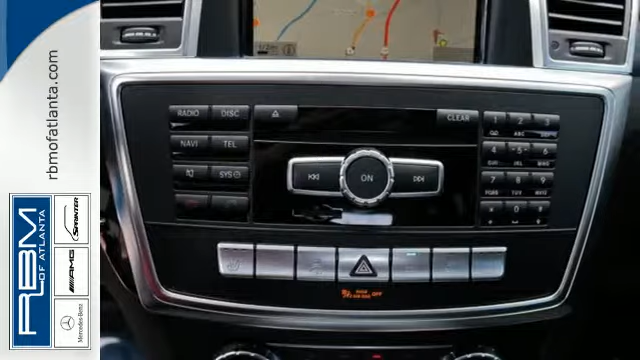 rbmofatlanta.com
RBM
OF ATLANTA
SPRINTER
AMG
Mercedes-Benz
RADIO DISC CLEAR
NAVI TEL
SYS
ON
1 2 3
4 5 6
ABC
GHI JKL MNO
7 8 9
PQRS TUV WXYZ
* 0 #
OFF